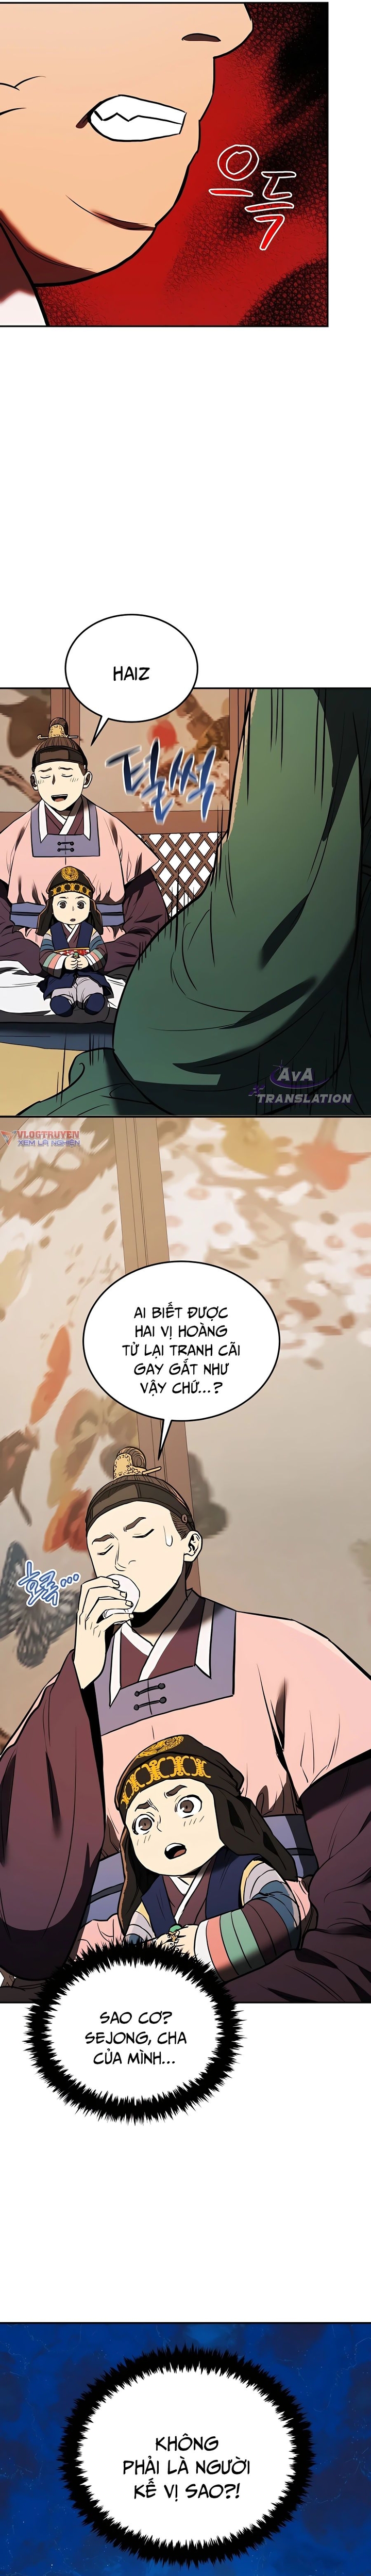 으득
HAIZ
털썩
AVA
TRANSLATION
VLOGTRUYEN
XEM LÀ NGHIỀN
AI BIẾT ĐƯỢC
HAI VỊ HOÀNG
TỬ LẠI TRANH CÃI
GAY GẮT NHƯ
VẬY CHỨ...?
호록...
SAO CƠ?
SEJONG, CHA
CỦA MÌNH...
KHÔNG
PHẢI LÀ NGƯỜI
KẾ VỊ SAO?!